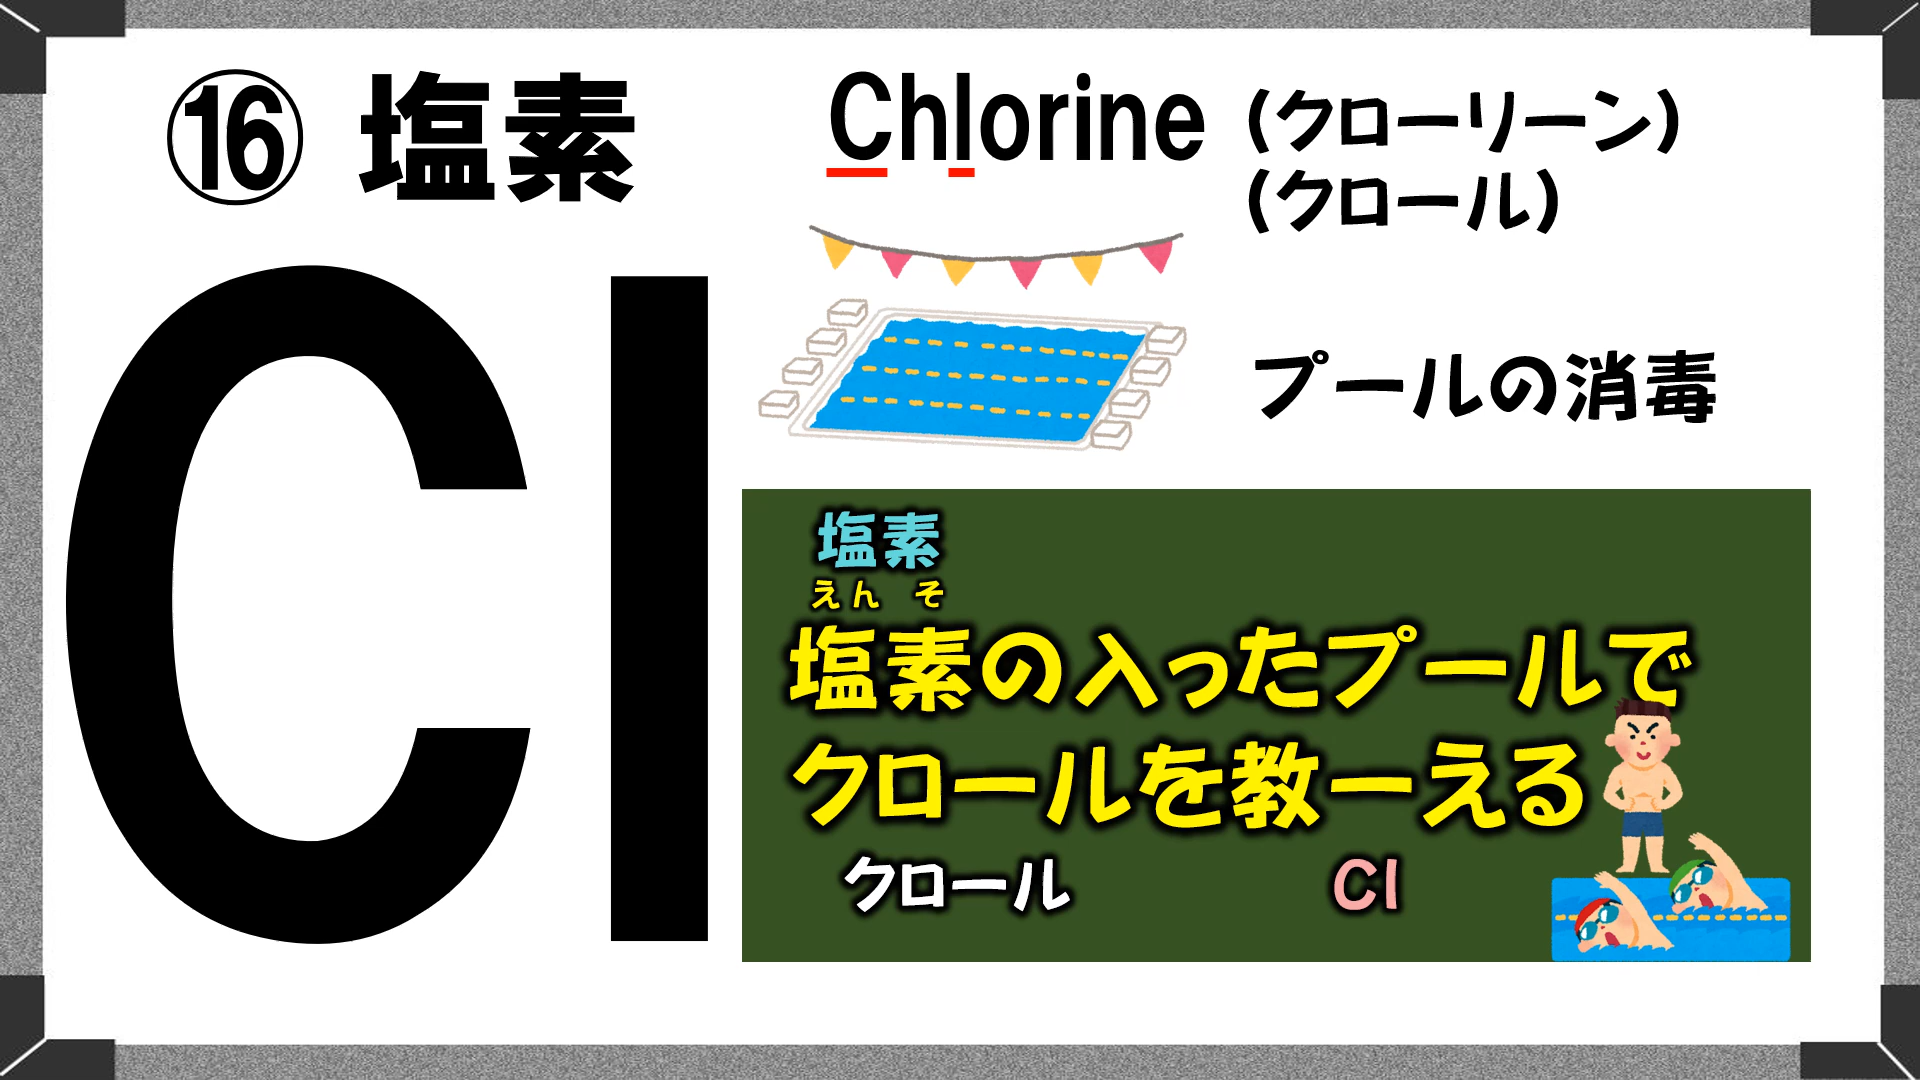 ⑯ 塩素
Chlorine (クローリーン)
(クロール)
Cl
プールの消毒
塩素
えん そ
塩素の入ったプールで
クロールを教ーえる
クロール Cl